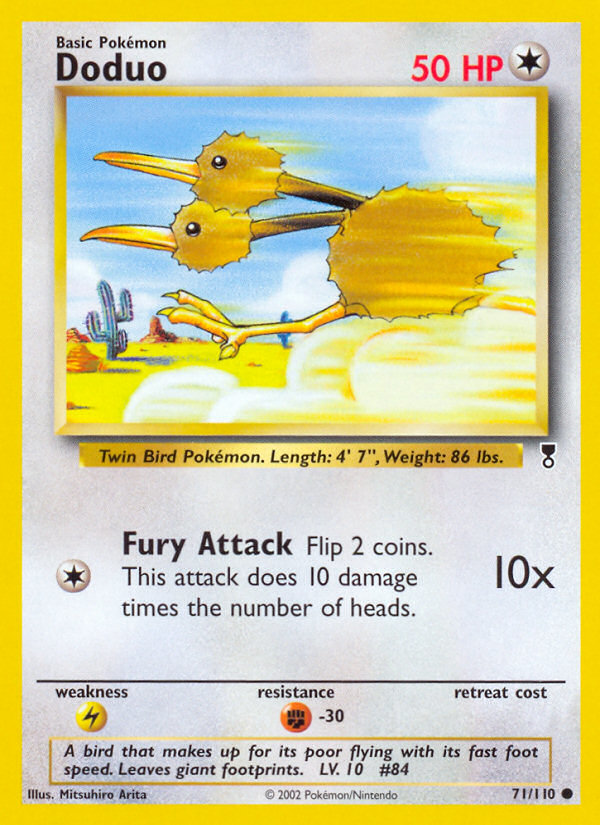 Basic Pokémon
Doduo
50 HP
Twin Bird Pokémon. Length: 4' 7", Weight: 86 lbs.
Fury Attack Flip 2 coins.
This attack does 10 damage
times the number of heads.
10x
weakness resistance retreat cost
-30
A bird that makes up for its poor flying with its fast foot
speed. Leaves giant footprints. LV. 10 #84
Illus. Mitsuhiro Arita © 2002 Pokémon/Nintendo 71/110